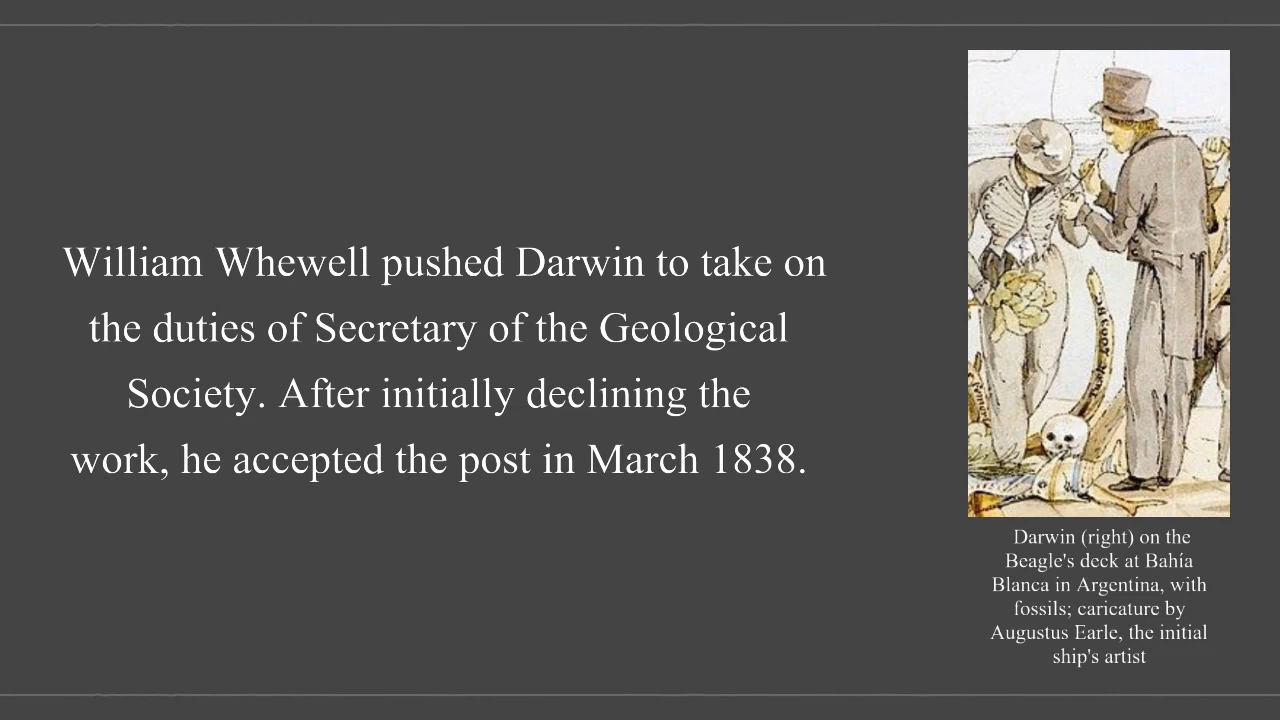 William Whewell pushed Darwin to take on
the duties of Secretary of the Geological
Society. After initially declining the
work, he accepted the post in March 1838.
Darwin (right) on the
Beagle's deck at Bahía
Blanca in Argentina, with
fossils; caricature by
Augustus Earle, the initial
ship's artist